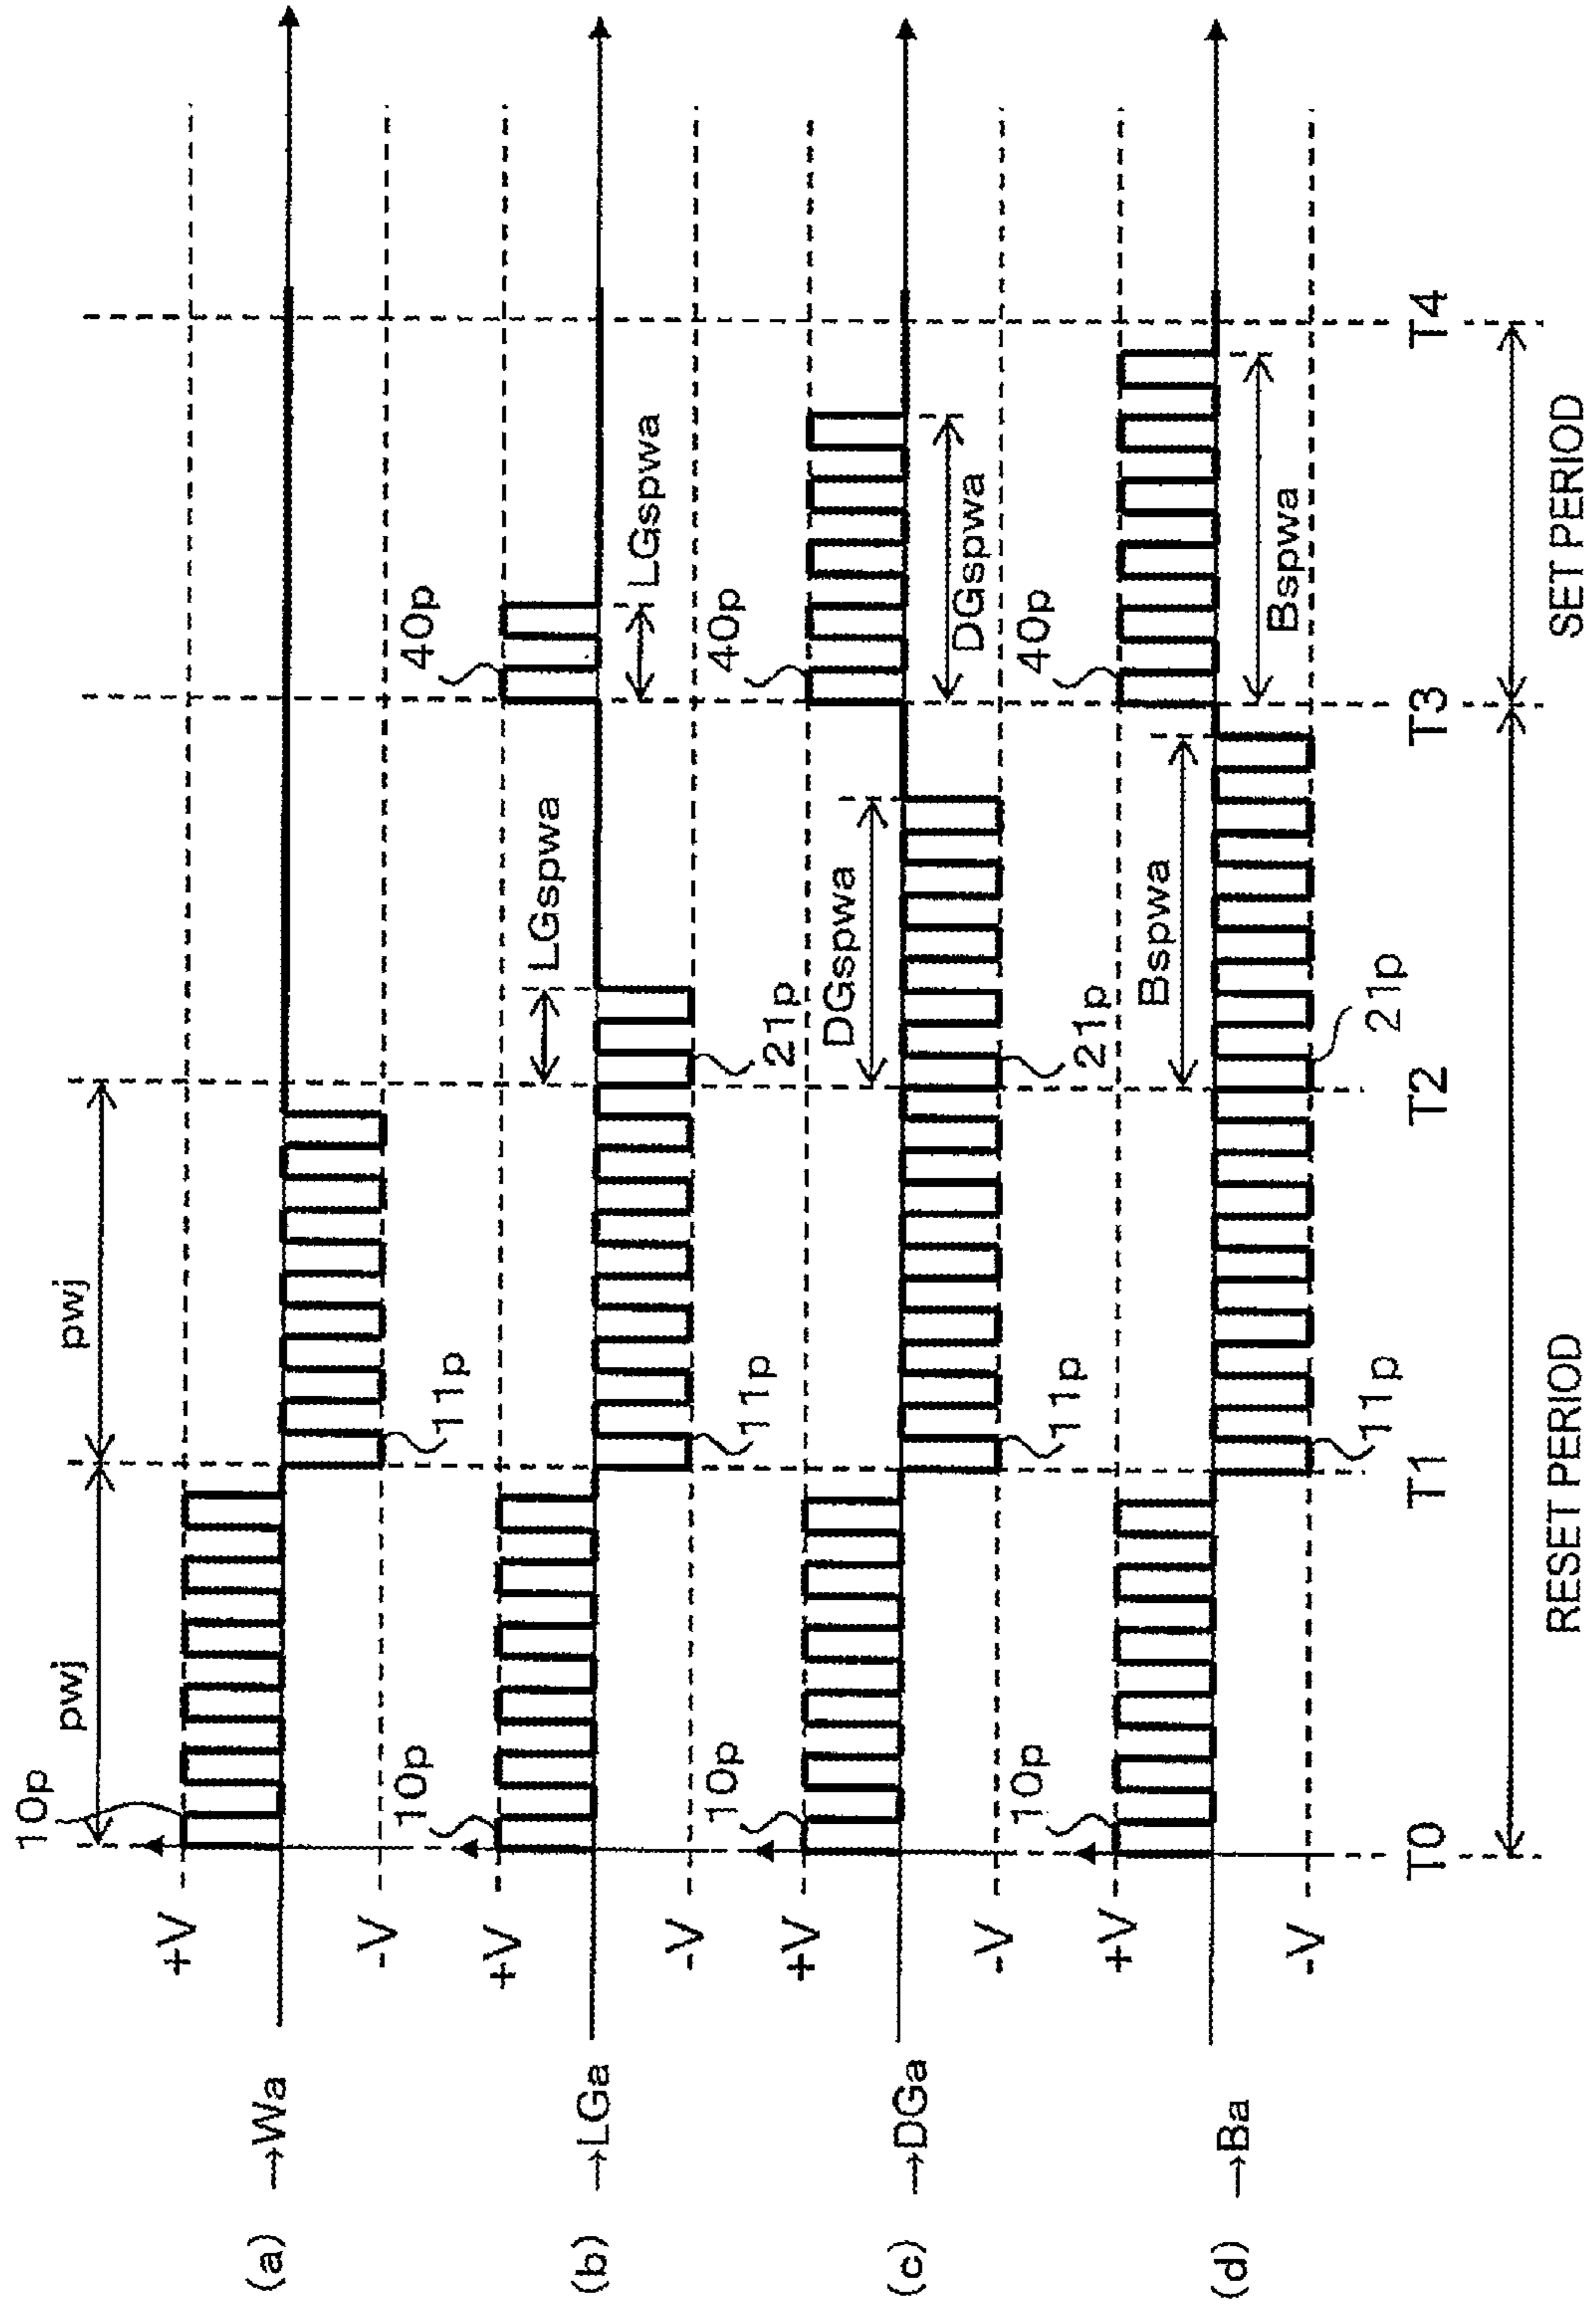 pwj pwj
10p
+V
(a) →Wa
-V
11p
40p
+V 10p
LGspwa
(b) →LGa
LGspwa
-V 11p 21p
40p
+V 10p
DGspwa
(c) →DGa
DGspwa
-V 11p 21p
40p
+V 10p
Bspwa
(d) →Ba
Bspwa
-V
11p 21p
T0 T1 T2 T3 T4
RESET PERIOD SET PERIOD